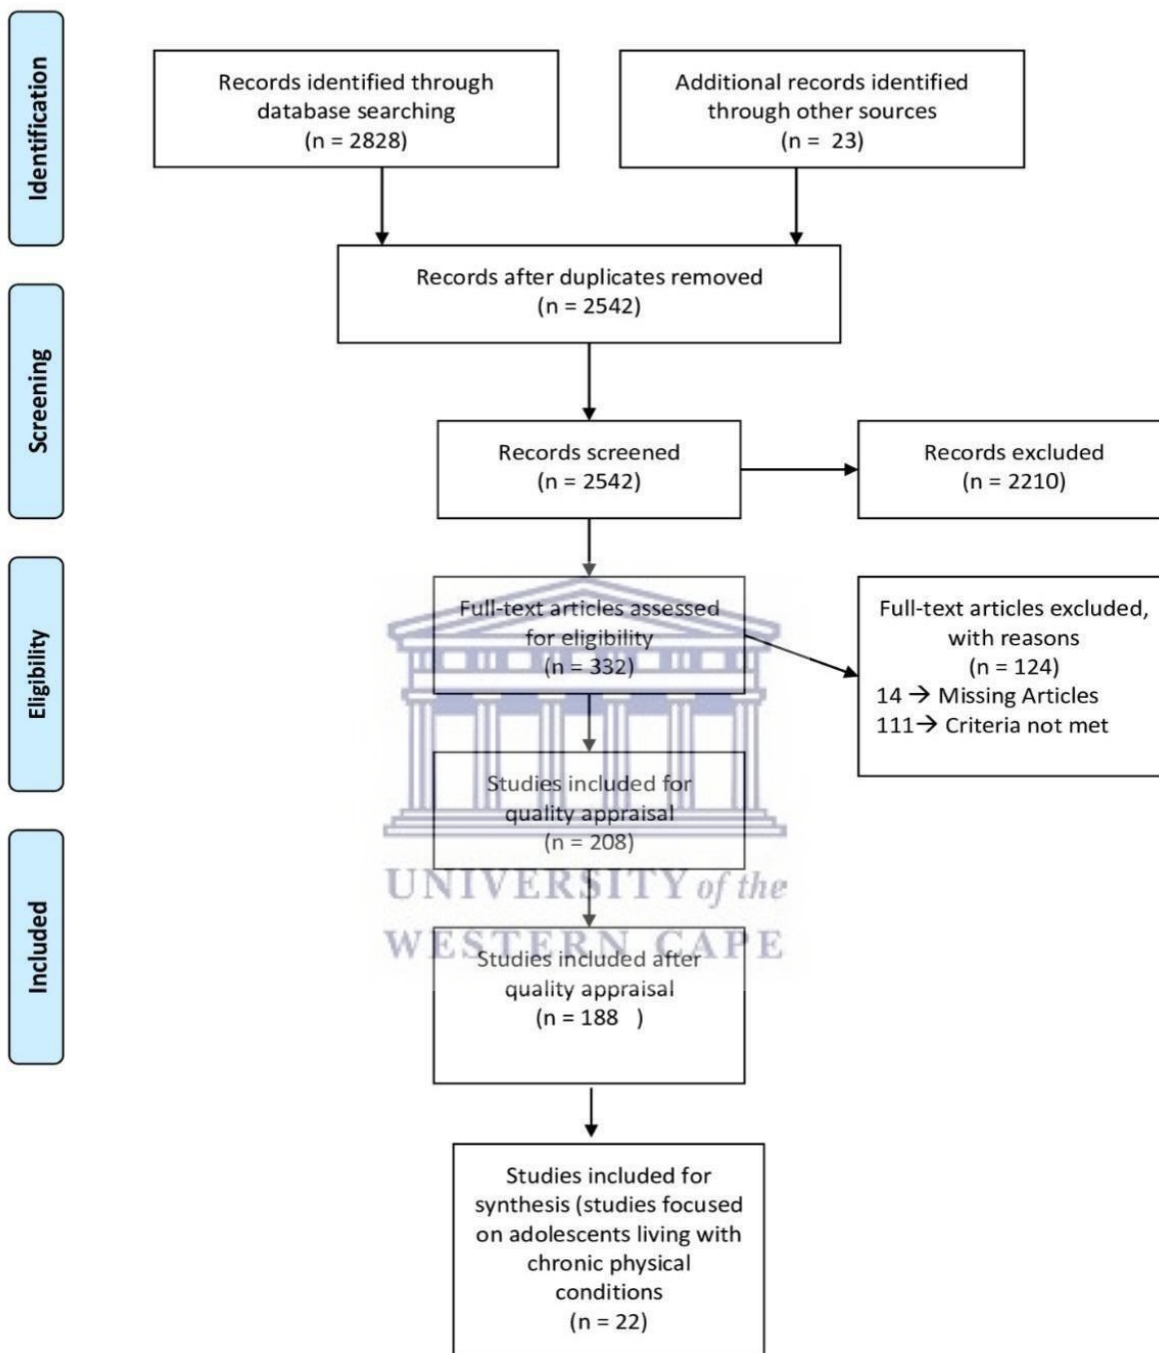 Identification
Records identified through
database searching
(n = 2828)
Additional records identified
through other sources
(n =  23)
Records after duplicates removed
(n = 2542)
Screening
Records screened
(n = 2542)
Records excluded
(n = 2210)
Eligibility
Full-text articles assessed
for eligibility
(n = 332)
Full-text articles excluded,
with reasons
(n = 124)
14 → Missing Articles
111→ Criteria not met
Studies included for
quality appraisal
(n = 208)
UNIVERSITY of the
WESTERN CAPE
Included
Studies included after
quality appraisal
(n = 188   )
Studies included for
synthesis (studies focused
on adolescents living with
chronic physical
conditions
(n = 22)